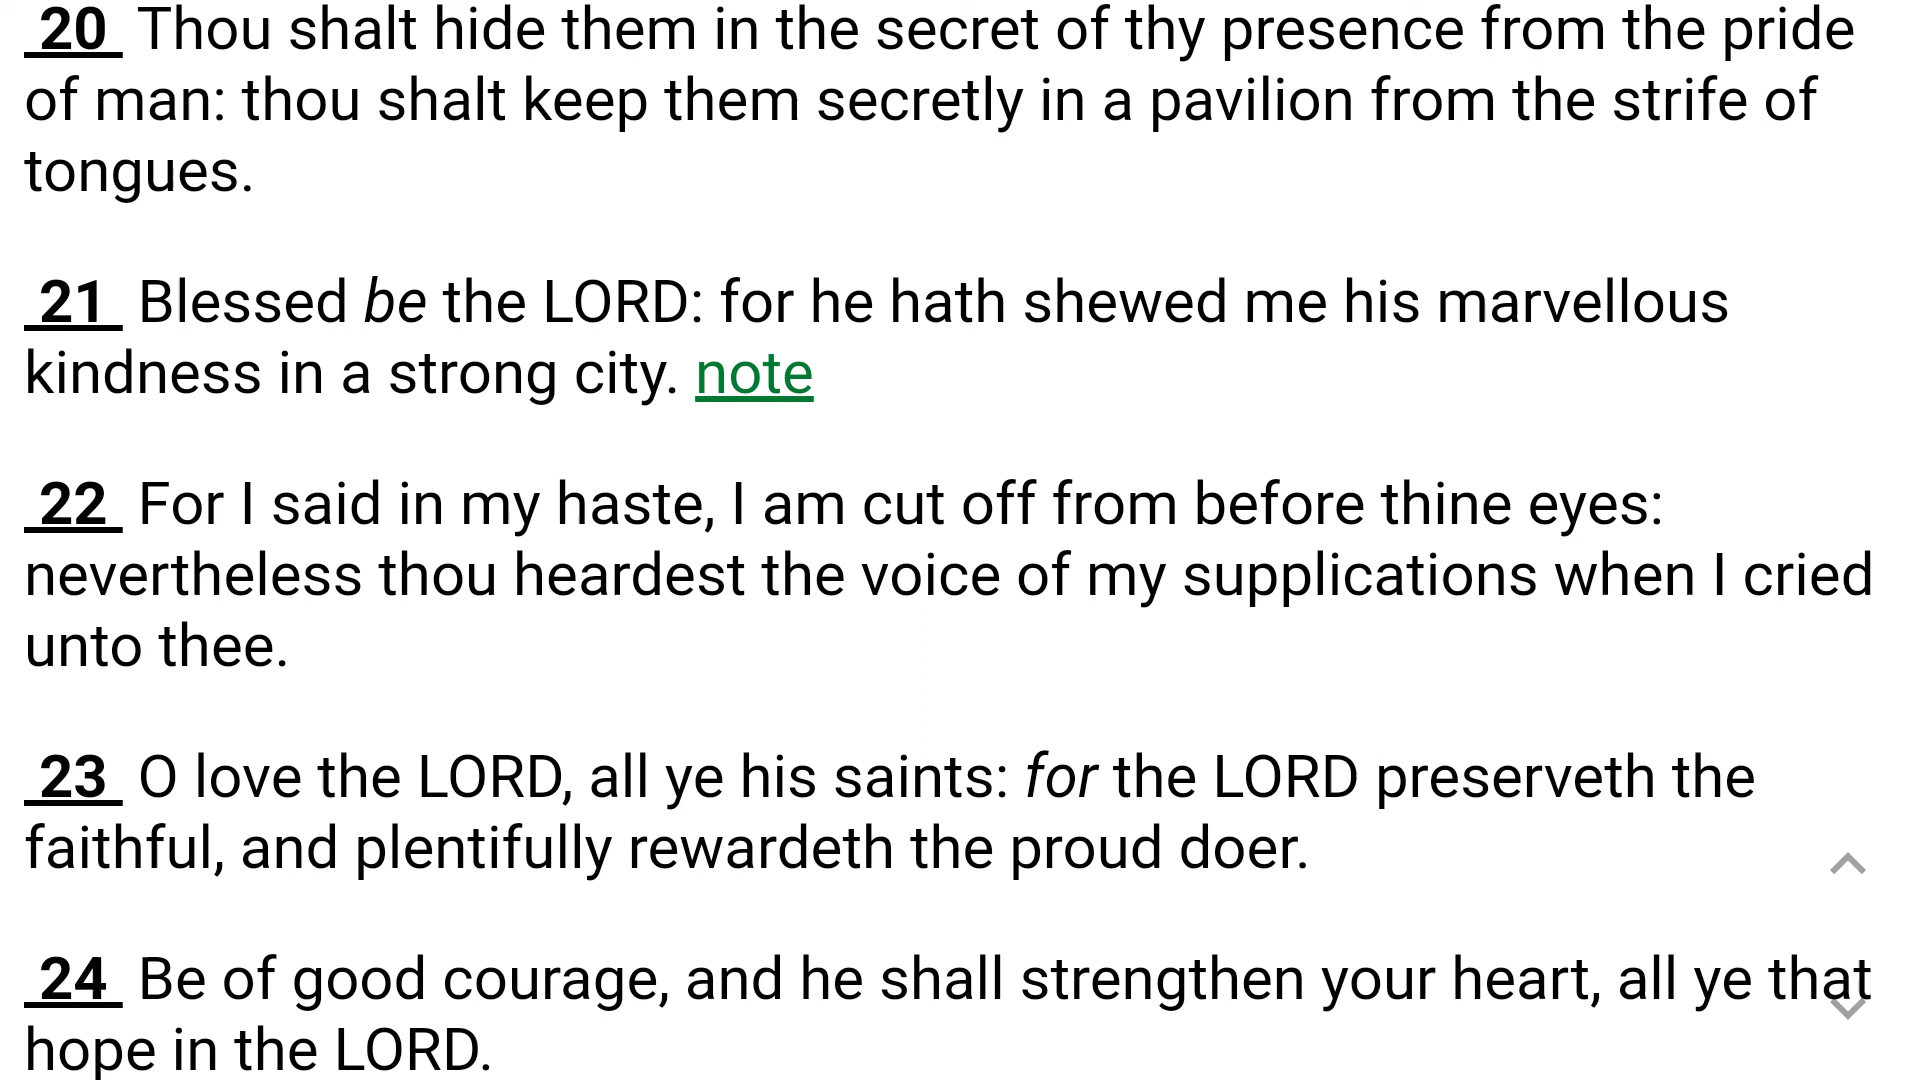 20 Thou shalt hide them in the secret of thy presence from the pride
of man: thou shalt keep them secretly in a pavilion from the strife of
tongues.
21 Blessed be the LORD: for he hath shewed me his marvellous
kindness in a strong city. note
22 For I said in my haste, I am cut off from before thine eyes:
nevertheless thou heardest the voice of my supplications when I cried
unto thee.
23 O love the LORD, all ye his saints: for the LORD preserveth the
faithful, and plentifully rewardeth the proud doer.
24 Be of good courage, and he shall strengthen your heart, all ye that
hope in the LORD.